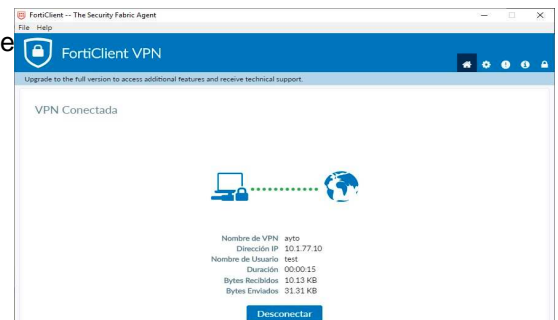 FortiClient -- The Security Fabric Agent
File Help
e
FortiClient VPN
Upgrade to the full version to access additional features and receive technical support.
VPN Conectada
Nombre de VPN ayto
Dirección IP 10.1.77.10
Nombre de Usuario test
Duración 00:00:15
Bytes Recibidos 10.13 KB
Bytes Enviados 31.31 KB
Desconectar